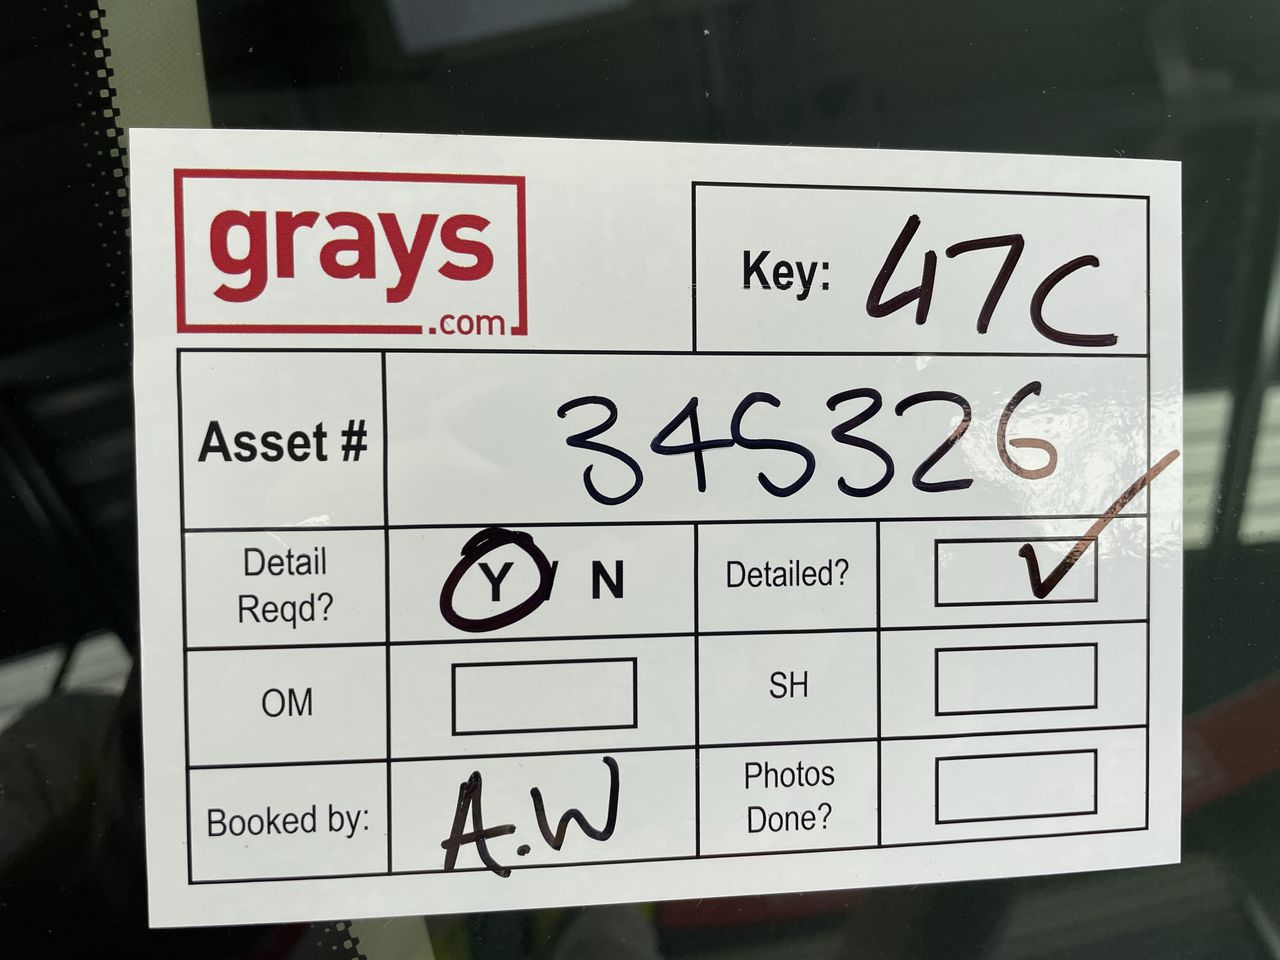 grays
.com
Key: 47C
Asset # 345326
Detail Reqd? Y / N Detailed? ✓
OM SH
Booked by: A.W Photos Done?